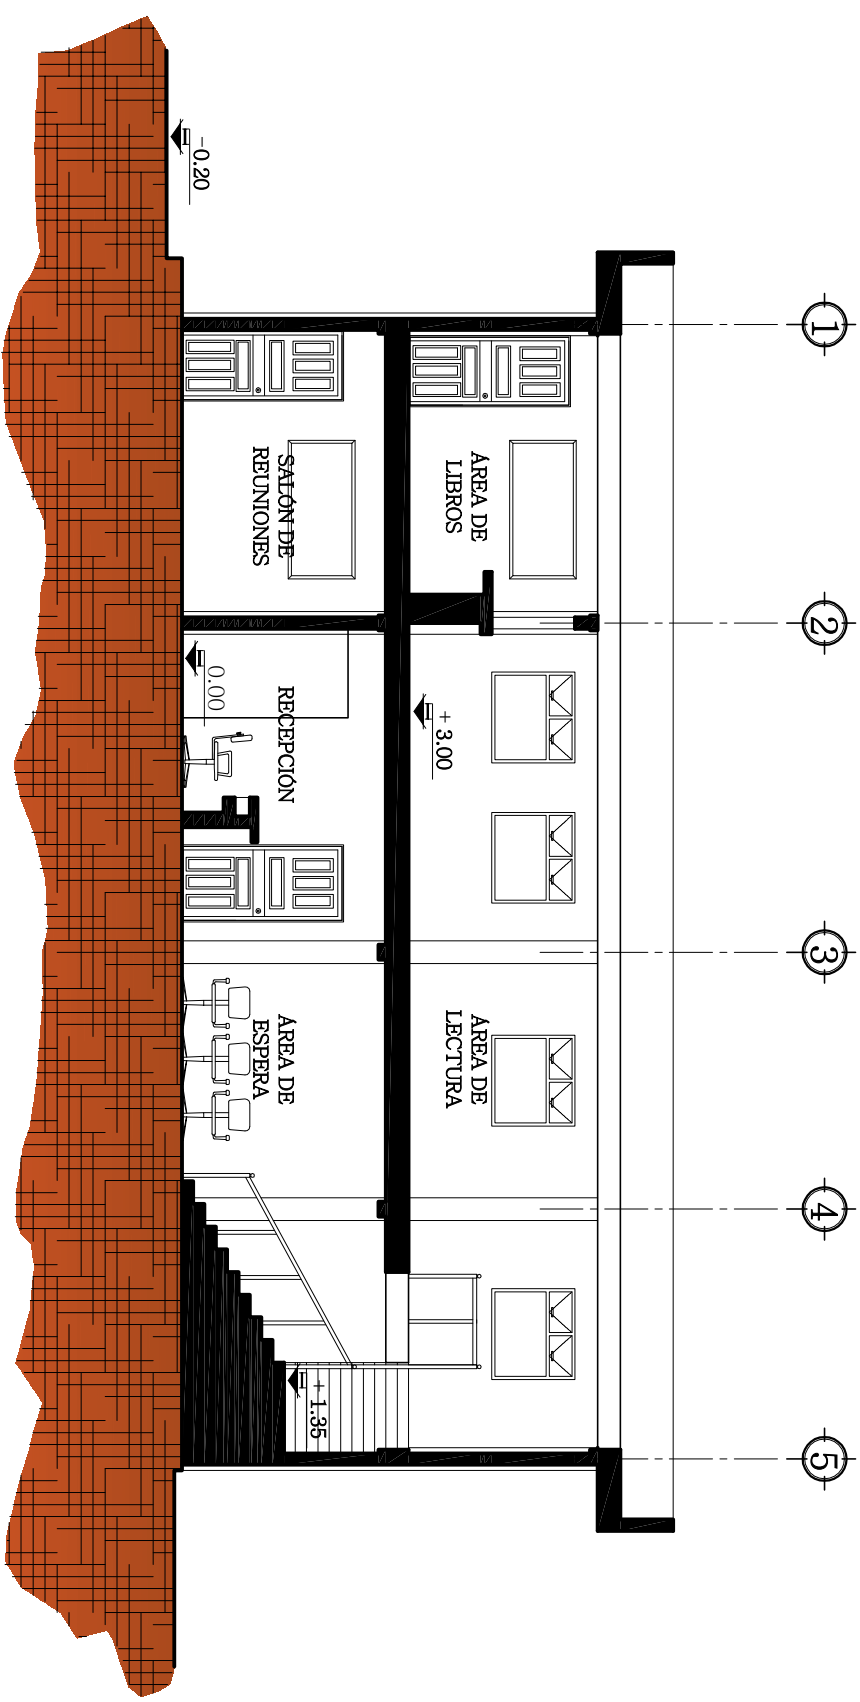 1
2
3
4
5
ÁREA DE
LIBROS
ÁREA DE
LECTURA
+ 3.00
SALÓN DE
REUNIONES
RECEPCIÓN
ÁREA DE
ESPERA
-0.20
0.00
+ 1.35